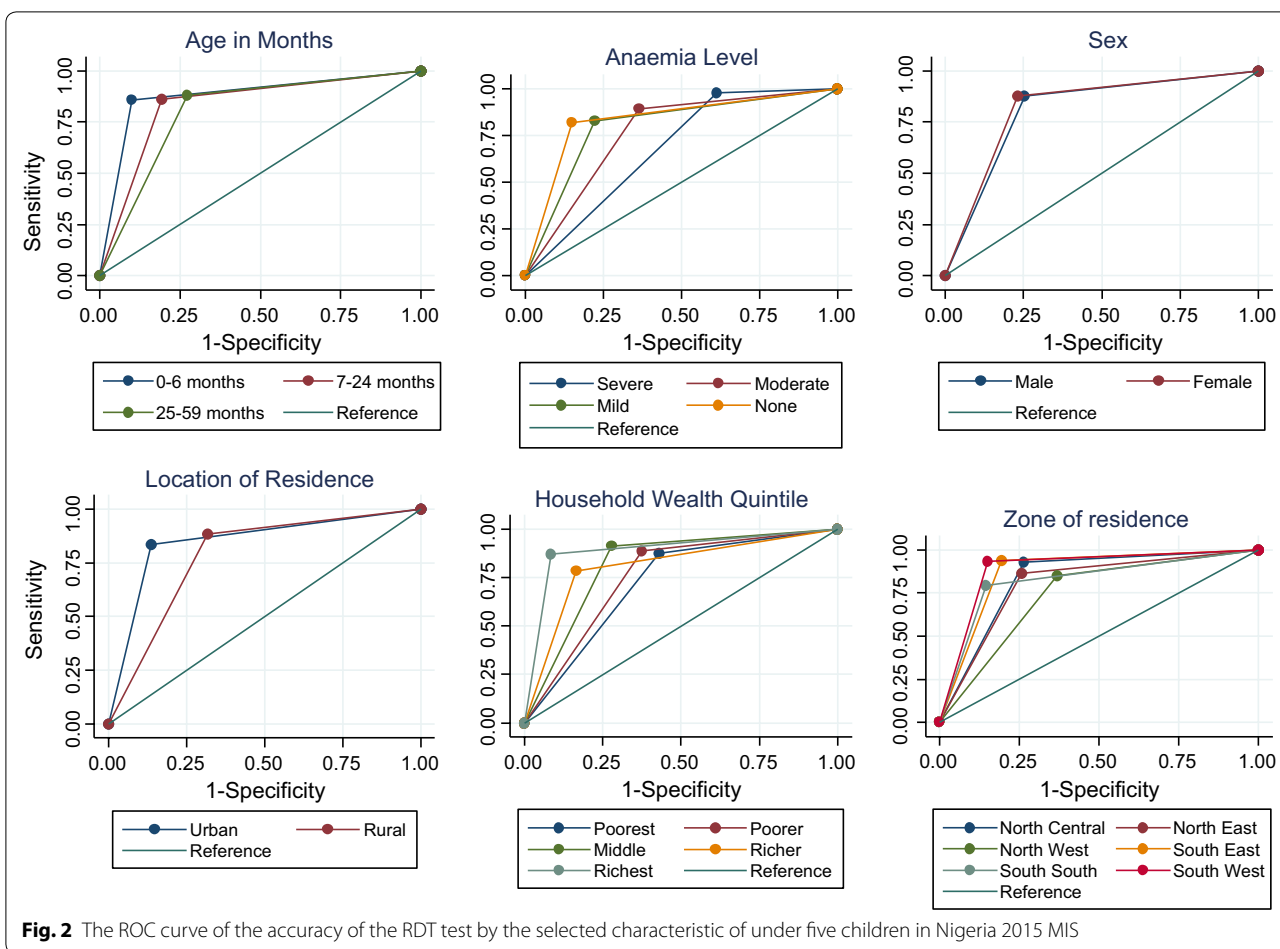 Age in Months
Sensitivity
0.00 0.25 0.50 0.75 1.00
0.00 0.25 0.50 0.75 1.00
1-Specificity
0-6 months 7-24 months
25-59 months Reference
Anaemia Level
0.00 0.25 0.50 0.75 1.00
0.00 0.25 0.50 0.75 1.00
1-Specificity
Severe Moderate
Mild None
Reference
Sex
0.00 0.25 0.50 0.75 1.00
0.00 0.25 0.50 0.75 1.00
1-Specificity
Male Female
Reference
Location of Residence
Sensitivity
0.00 0.25 0.50 0.75 1.00
0.00 0.25 0.50 0.75 1.00
1-Specificity
Urban Rural
Reference
Household Wealth Quintile
0.00 0.25 0.50 0.75 1.00
0.00 0.25 0.50 0.75 1.00
1-Specificity
Poorest Poorer
Middle Richer
Richest Reference
Zone of residence
0.00 0.25 0.50 0.75 1.00
0.00 0.25 0.50 0.75 1.00
1-Specificity
North Central North East
North West South East
South South South West
Reference
Fig. 2 The ROC curve of the accuracy of the RDT test by the selected characteristic of under five children in Nigeria 2015 MIS